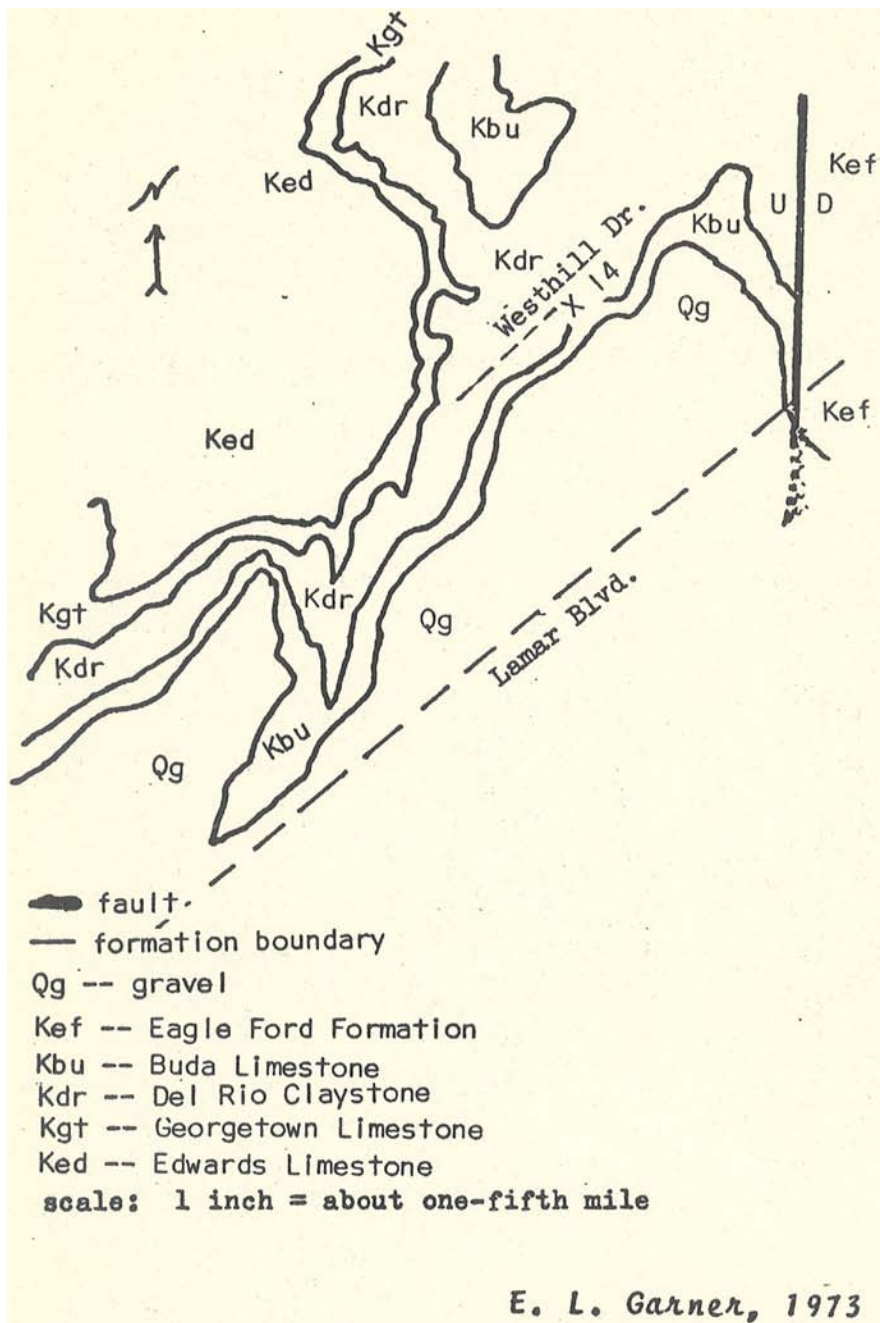 Kgt
Kdr
Kbu
Kef
Ked
U D
Kbu
N
Kdr
Westhill Dr.
X 14
Qg
Kef
Ked
Kdr
Kgt
Qg
Lamar Blvd.
Kdr
Kbu
Qg
fault.
formation boundary
Qg -- gravel
Kef -- Eagle Ford Formation
Kbu -- Buda Limestone
Kdr -- Del Rio Claystone
Kgt -- Georgetown Limestone
Ked -- Edwards Limestone
scale: 1 inch = about one-fifth mile
E. L. Garner, 1973